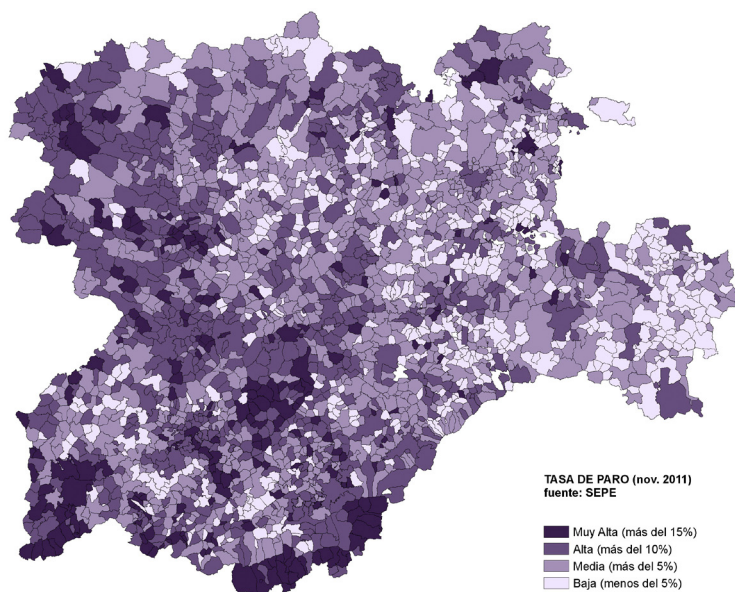 TASA DE PARO (nov. 2011)
fuente: SEPE
Muy Alta (más del 15%)
Alta (más del 10%)
Media (más del 5%)
Baja (menos del 5%)